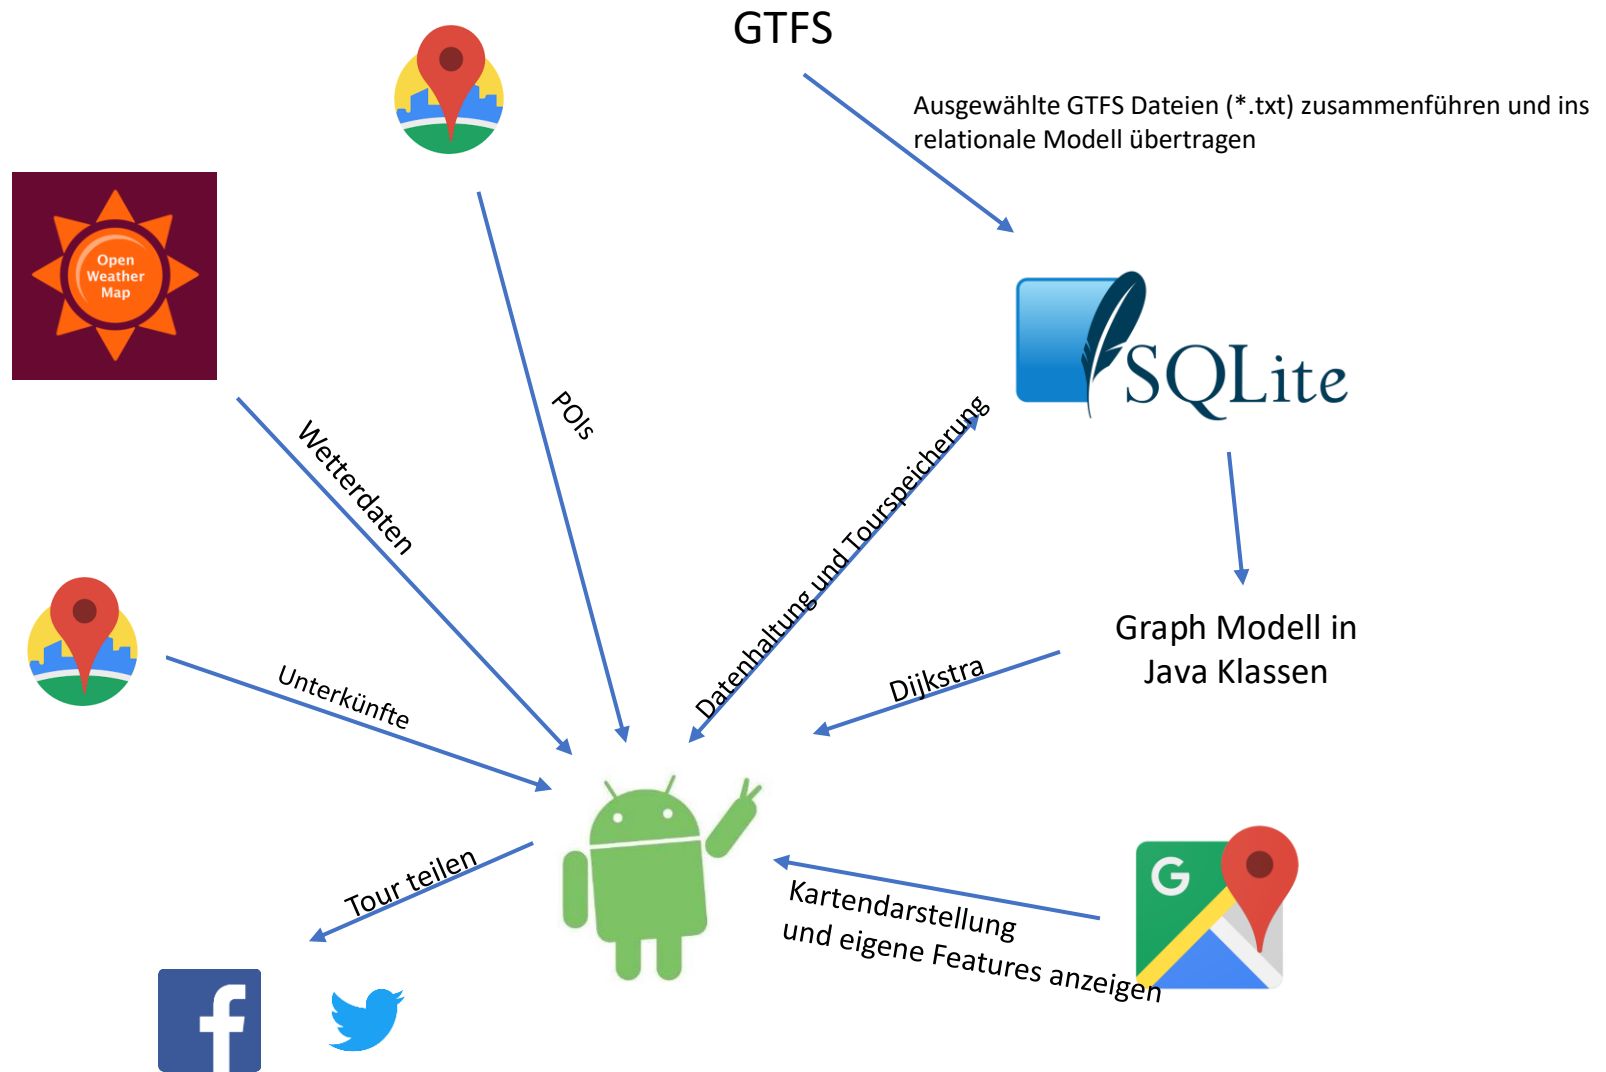 GTFS
Ausgewählte GTFS Dateien (*.txt) zusammenführen und ins
relationale Modell übertragen
Open
Weather
Map
SQLite
POIs
Wetterdaten
Datenhaltung und Tourspeicherung
Graph Modell in
Java Klassen
Unterkünfte
Dijkstra
Tour teilen
G
Kartendarstellung
und eigene Features anzeigen
f